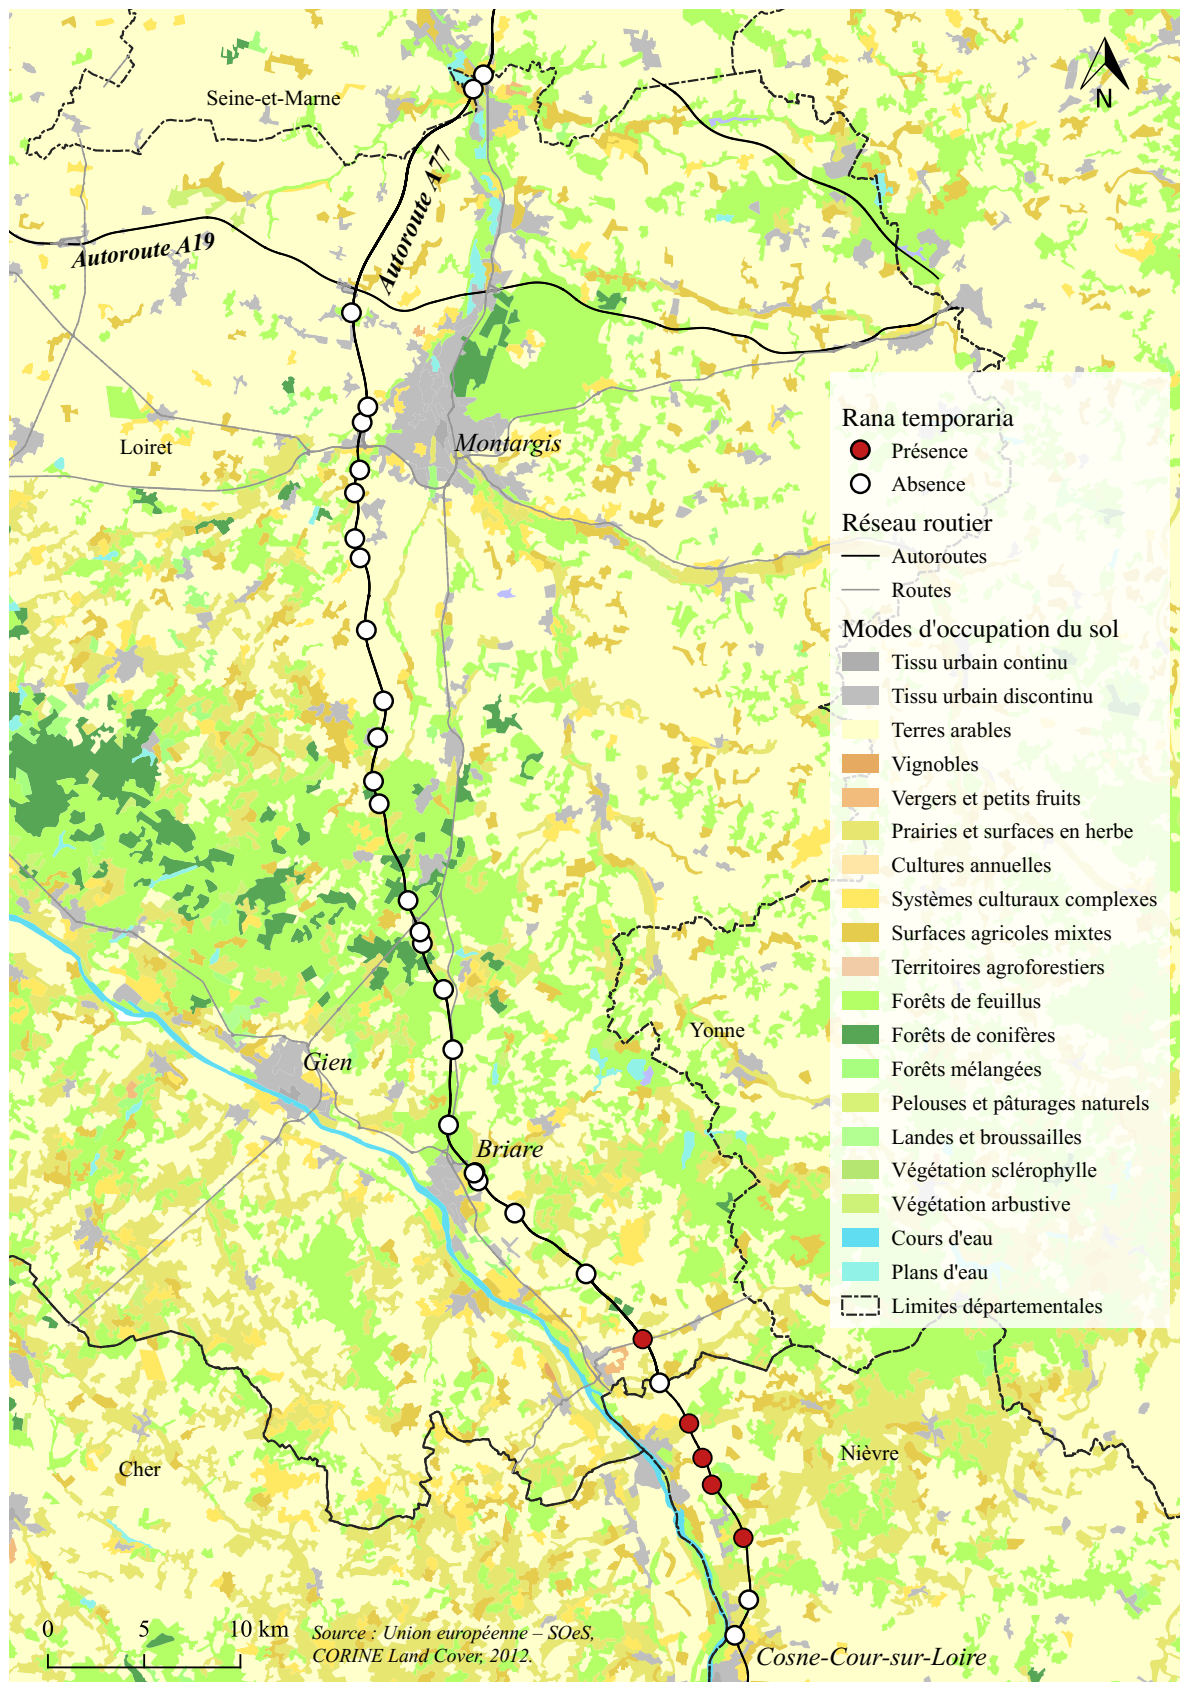 Seine-et-Marne
N
Autoroute A77
Autoroute A19
Loiret
Montargis
Rana temporaria
Présence
Absence
Réseau routier
Autoroutes
Routes
Modes d'occupation du sol
Tissu urbain continu
Tissu urbain discontinu
Terres arables
Vignobles
Vergers et petits fruits
Prairies et surfaces en herbe
Cultures annuelles
Systèmes culturaux complexes
Surfaces agricoles mixtes
Territoires agroforestiers
Forêts de feuillus
Forêts de conifères
Forêts mélangées
Pelouses et pâturages naturels
Landes et broussailles
Végétation sclérophylle
Végétation arbustive
Cours d'eau
Plans d'eau
Limites départementales
Yonne
Gien
Briare
Nièvre
Cher
0 5 10 km
Source : Union européenne – SOeS,
CORINE Land Cover, 2012.
Cosne-Cour-sur-Loire